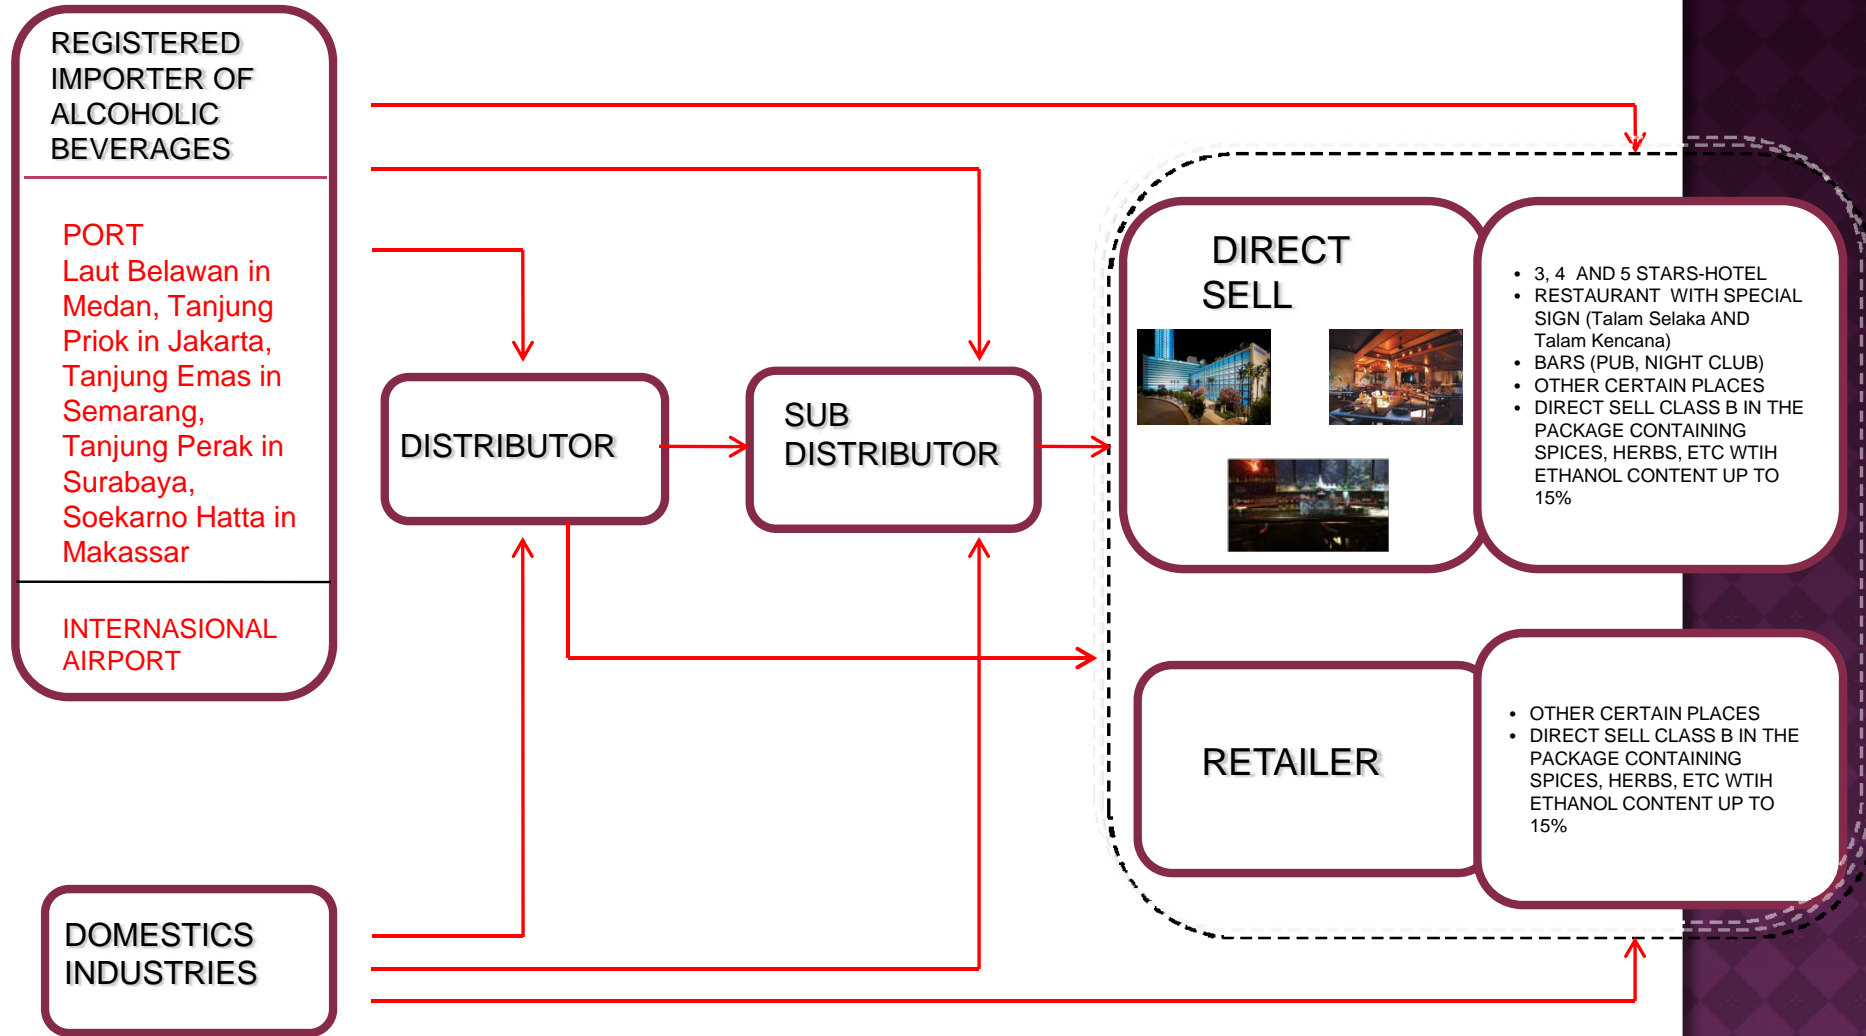 REGISTERED
IMPORTER OF
ALCOHOLIC
BEVERAGES
PORT
Laut Belawan in
Medan, Tanjung
Priok in Jakarta,
Tanjung Emas in
Semarang,
Tanjung Perak in
Surabaya,
Soekarno Hatta in
Makassar
INTERNASIONAL
AIRPORT
DOMESTICS
INDUSTRIES
DISTRIBUTOR
SUB
DISTRIBUTOR
DIRECT
SELL
• 3, 4 AND 5 STARS-HOTEL
• RESTAURANT WITH SPECIAL
SIGN (Talam Selaka AND
Talam Kencana)
• BARS (PUB, NIGHT CLUB)
• OTHER CERTAIN PLACES
• DIRECT SELL CLASS B IN THE
PACKAGE CONTAINING
SPICES, HERBS, ETC WTIH
ETHANOL CONTENT UP TO
15%
RETAILER
• OTHER CERTAIN PLACES
• DIRECT SELL CLASS B IN THE
PACKAGE CONTAINING
SPICES, HERBS, ETC WTIH
ETHANOL CONTENT UP TO
15%